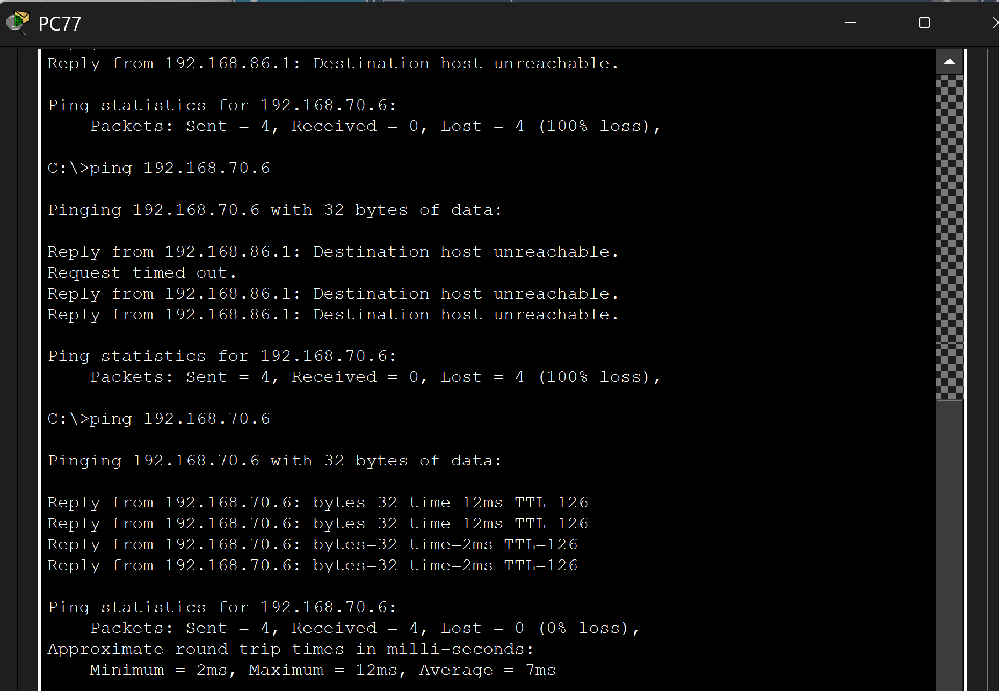 PC77
Reply from 192.168.86.1: Destination host unreachable.
Ping statistics for 192.168.70.6:
    Packets: Sent = 4, Received = 0, Lost = 4 (100% loss),
C:\>ping 192.168.70.6
Pinging 192.168.70.6 with 32 bytes of data:
Reply from 192.168.86.1: Destination host unreachable.
Request timed out.
Reply from 192.168.86.1: Destination host unreachable.
Reply from 192.168.86.1: Destination host unreachable.
Ping statistics for 192.168.70.6:
    Packets: Sent = 4, Received = 0, Lost = 4 (100% loss),
C:\>ping 192.168.70.6
Pinging 192.168.70.6 with 32 bytes of data:
Reply from 192.168.70.6: bytes=32 time=12ms TTL=126
Reply from 192.168.70.6: bytes=32 time=12ms TTL=126
Reply from 192.168.70.6: bytes=32 time=2ms TTL=126
Reply from 192.168.70.6: bytes=32 time=2ms TTL=126
Ping statistics for 192.168.70.6:
    Packets: Sent = 4, Received = 4, Lost = 0 (0% loss),
Approximate round trip times in milli-seconds:
    Minimum = 2ms, Maximum = 12ms, Average = 7ms